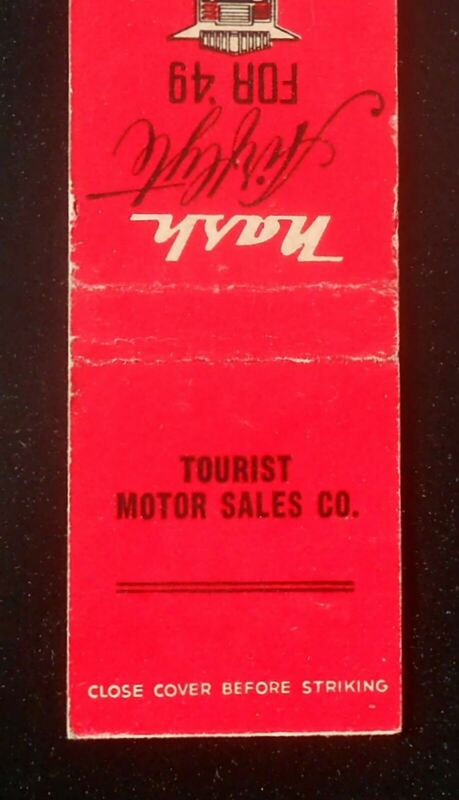 Nash
Airflyte
FOR '49
TOURIST
MOTOR SALES CO.
CLOSE COVER BEFORE STRIKING